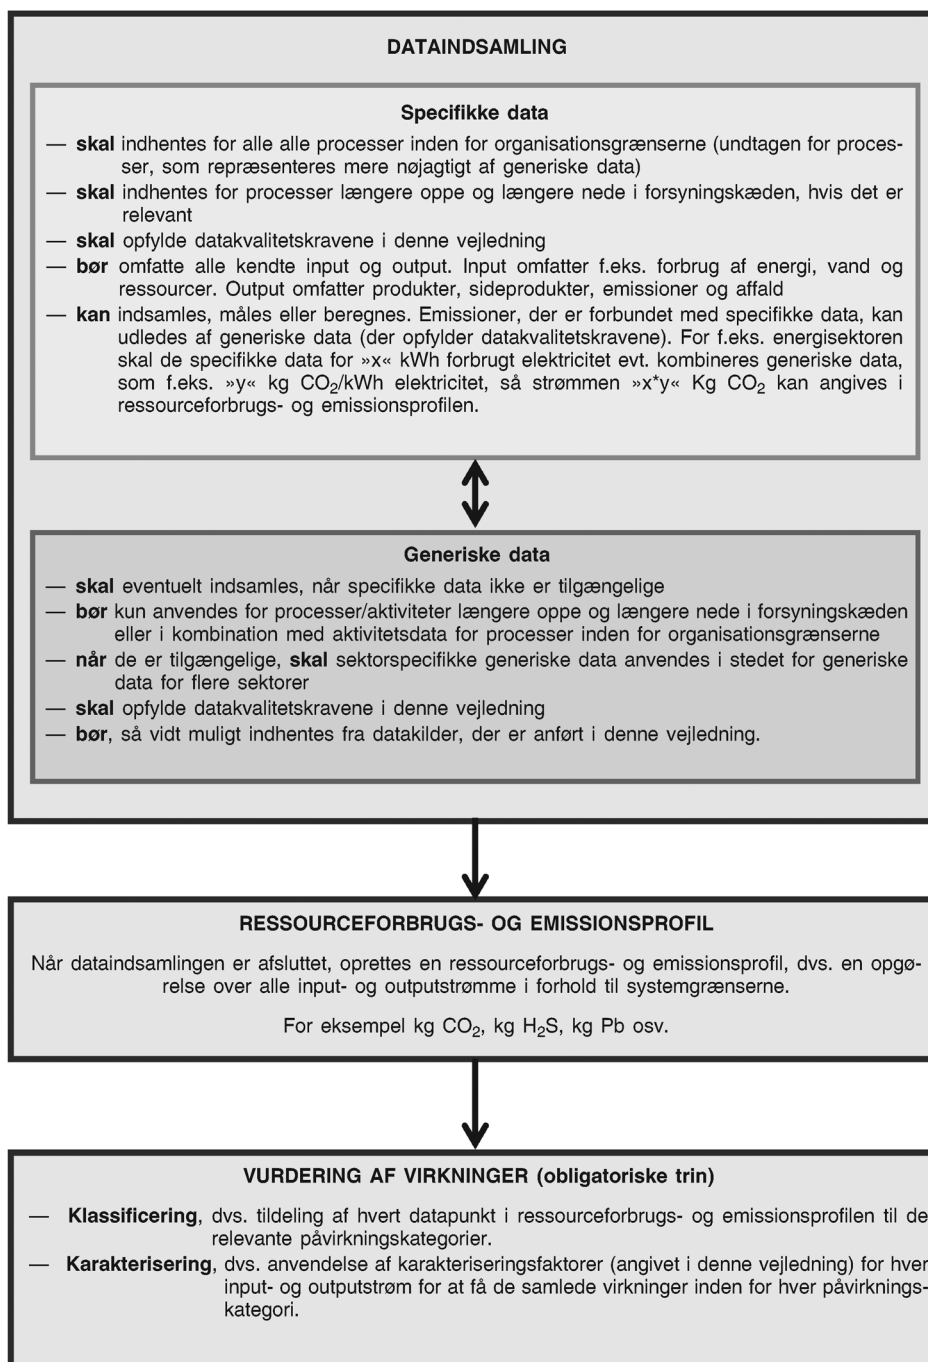 DATAINDSAMLING
Specifikke data
— skal indhentes for alle alle processer inden for organisationsgrænserne (undtagen for proces-
ser, som repræsenteres mere nøjagtigt af generiske data)
— skal indhentes for processer længere oppe og længere nede i forsyningskæden, hvis det er
relevant
— skal opfylde datakvalitetskravene i denne vejledning
— bør omfatte alle kendte input og output. Input omfatter f.eks. forbrug af energi, vand og
ressourcer. Output omfatter produkter, sideprodukter, emissioner og affald
— kan indsamles, måles eller beregnes. Emissioner, der er forbundet med specifikke data, kan
udledes af generiske data (der opfylder datakvalitetskravene). For f.eks. energisektoren
skal de specifikke data for »x« kWh forbrugt elektricitet evt. kombineres generiske data,
som f.eks. »y« kg CO₂/kWh elektricitet, så strømmen »x*y« Kg CO₂ kan angives i
ressourceforbrugs- og emissionsprofilen.
Generiske data
— skal eventuelt indsamles, når specifikke data ikke er tilgængelige
— bør kun anvendes for processer/aktiviteter længere oppe og længere nede i forsyningskæden
eller i kombination med aktivitetsdata for processer inden for organisationsgrænserne
— når de er tilgængelige, skal sektorspecifikke generiske data anvendes i stedet for generiske
data for flere sektorer
— skal opfylde datakvalitetskravene i denne vejledning
— bør, så vidt muligt indhentes fra datakilder, der er anført i denne vejledning.
RESSOURCEFORBRUGS- OG EMISSIONSPROFIL
Når dataindsamlingen er afsluttet, oprettes en ressourceforbrugs- og emissionsprofil, dvs. en opgø-
relse over alle input- og outputstrømme i forhold til systemgrænserne.
For eksempel kg CO₂, kg H₂S, kg Pb osv.
VURDERING AF VIRKNINGER (obligatoriske trin)
— Klassificering, dvs. tildeling af hvert datapunkt i ressourceforbrugs- og emissionsprofilen til de
relevante påvirkningskategorier.
— Karakterisering, dvs. anvendelse af karakteriseringsfaktorer (angivet i denne vejledning) for hver
input- og outputstrøm for at få de samlede virkninger inden for hver påvirknings-
kategori.